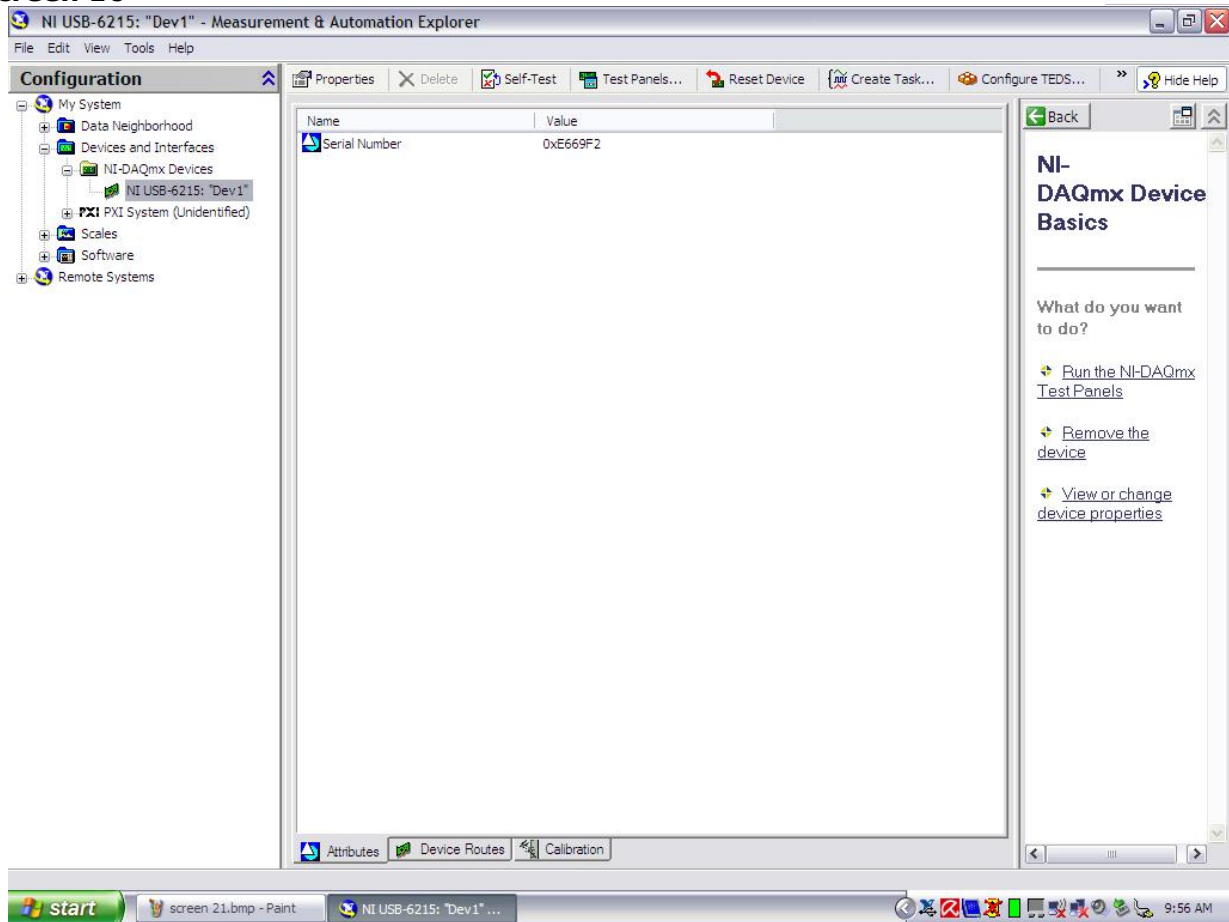 NI USB-6215: "Dev1" - Measurement & Automation Explorer
File Edit View Tools Help
Configuration
Properties Delete Self-Test Test Panels... Reset Device Create Task... Configure TEDS... » Hide Help
My System
Data Neighborhood
Devices and Interfaces
NI-DAQmx Devices
NI USB-6215: "Dev1"
PXI PXI System (Unidentified)
Scales
Software
Remote Systems
Name Value
Serial Number 0xE669F2
Back
NI-
DAQmx Device
Basics
What do you want
to do?
Run the NI-DAQmx
Test Panels
Remove the
device
View or change
device properties
Attributes Device Routes Calibration
start screen 21.bmp - Paint NI USB-6215: "Dev1" ... 9:56 AM